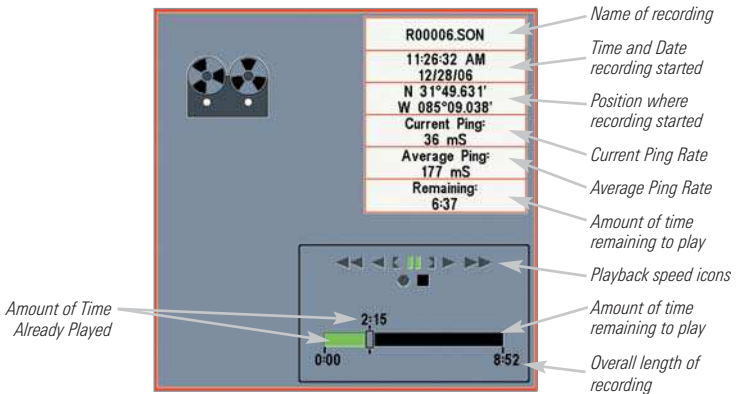 R00006.SON
11:26:32 AM
12/28/06
N 31°49.631'
W 085°09.038'
Current Ping:
36 mS
Average Ping:
177 mS
Remaining:
6:37
Name of recording
Time and Date
recording started
Position where
recording started
Current Ping Rate
Average Ping Rate
Amount of time
remaining to play
Playback speed icons
Amount of Time
Already Played
2:15
0:00
8:52
Amount of time
remaining to play
Overall length of
recording